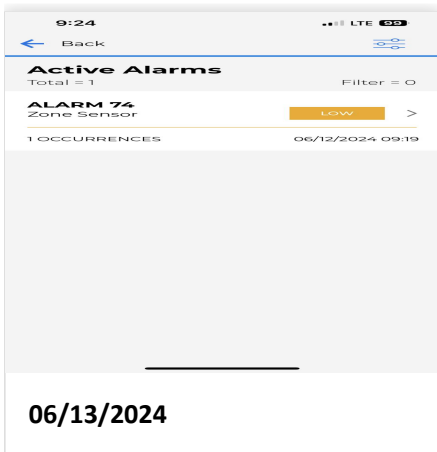 9:24 LTE 99
Back
Active Alarms
Total = 1 Filter = 0
ALARM 74
Zone Sensor LOW >
1 OCCURRENCES 06/12/2024 09:19
06/13/2024